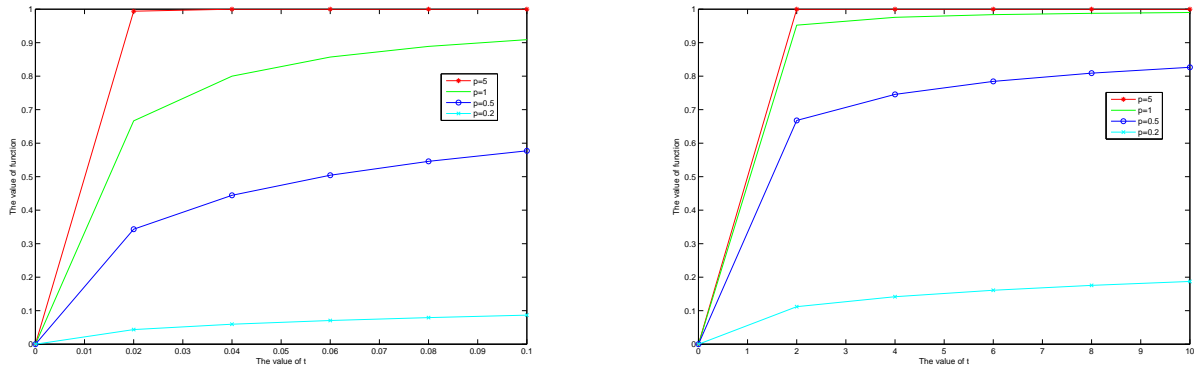 1
0.9
0.8
0.7
0.6
0.5
0.4
0.3
0.2
0.1
0
The value of function
0 0.01 0.02 0.03 0.04 0.05 0.06 0.07 0.08 0.09 0.1
The value of t
p=5
p=1
p=0.5
p=0.2
1
0.9
0.8
0.7
0.6
0.5
0.4
0.3
0.2
0.1
0
The value of function
0 1 2 3 4 5 6 7 8 9 10
The value of t
p=5
p=1
p=0.5
p=0.2